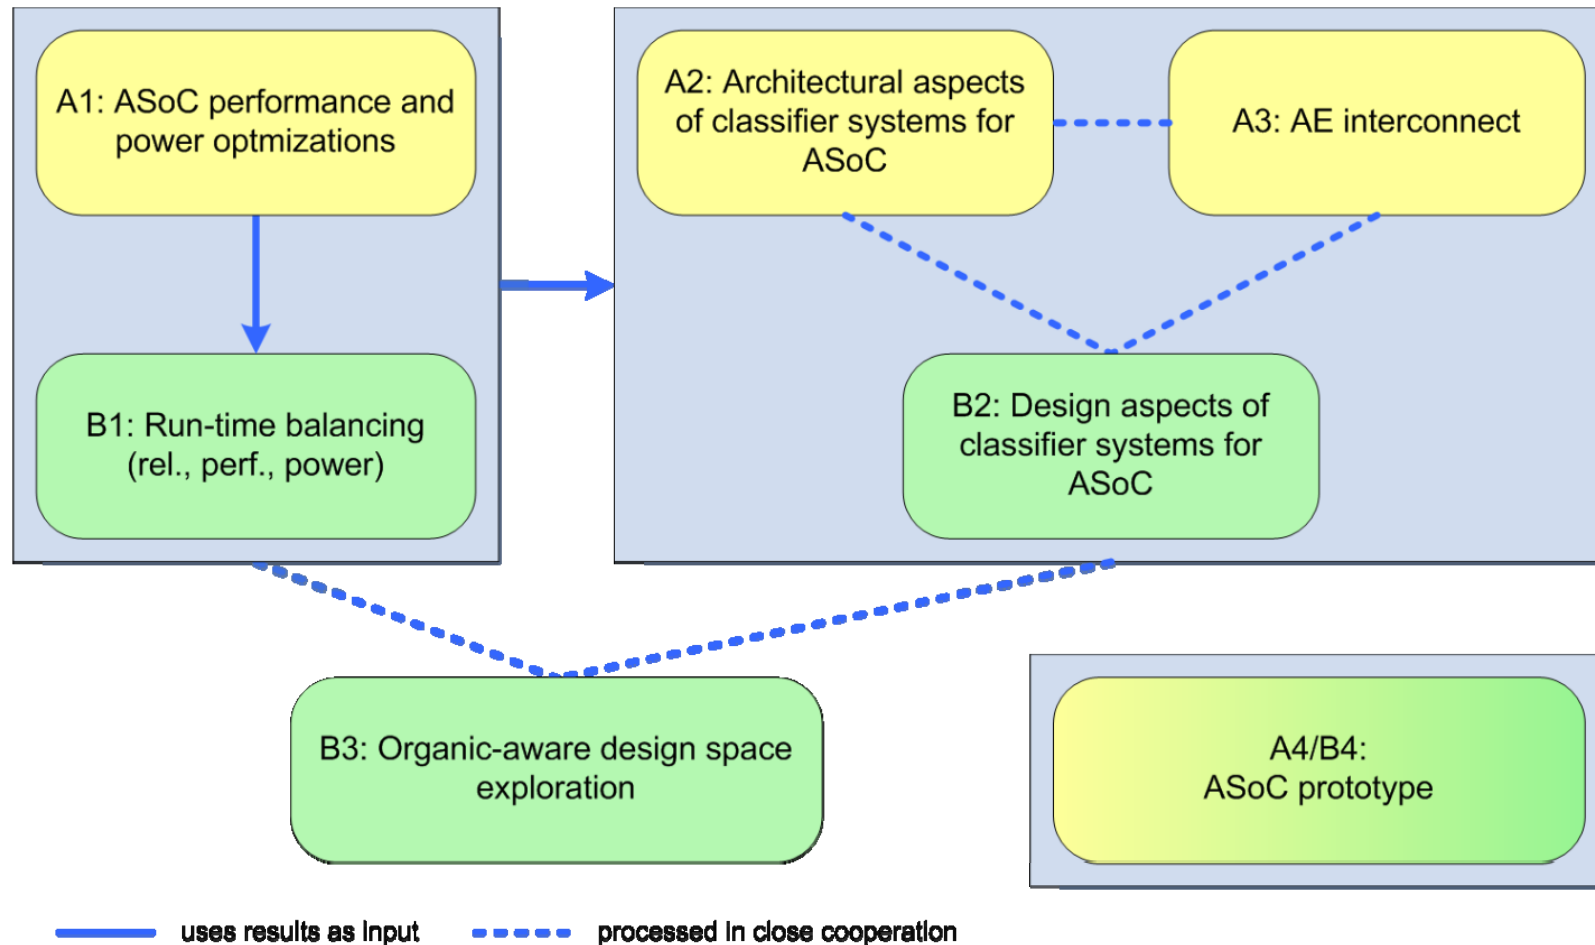 A1: ASoC performance and
power optmizations
A2: Architectural aspects
of classifier systems for
ASoC
A3: AE interconnect
B1: Run-time balancing
(rel., perf., power)
B2: Design aspects of
classifier systems for
ASoC
B3: Organic-aware design space
exploration
A4/B4:
ASoC prototype
uses results as input
processed in close cooperation